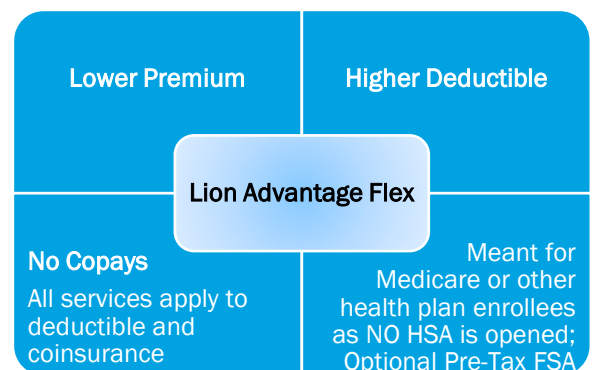 Lower Premium
Higher Deductible
Lion Advantage Flex
No Copays
All services apply to
deductible and
coinsurance
Meant for
Medicare or other
health plan enrollees
as NO HSA is opened;
Optional Pre-Tax FSA